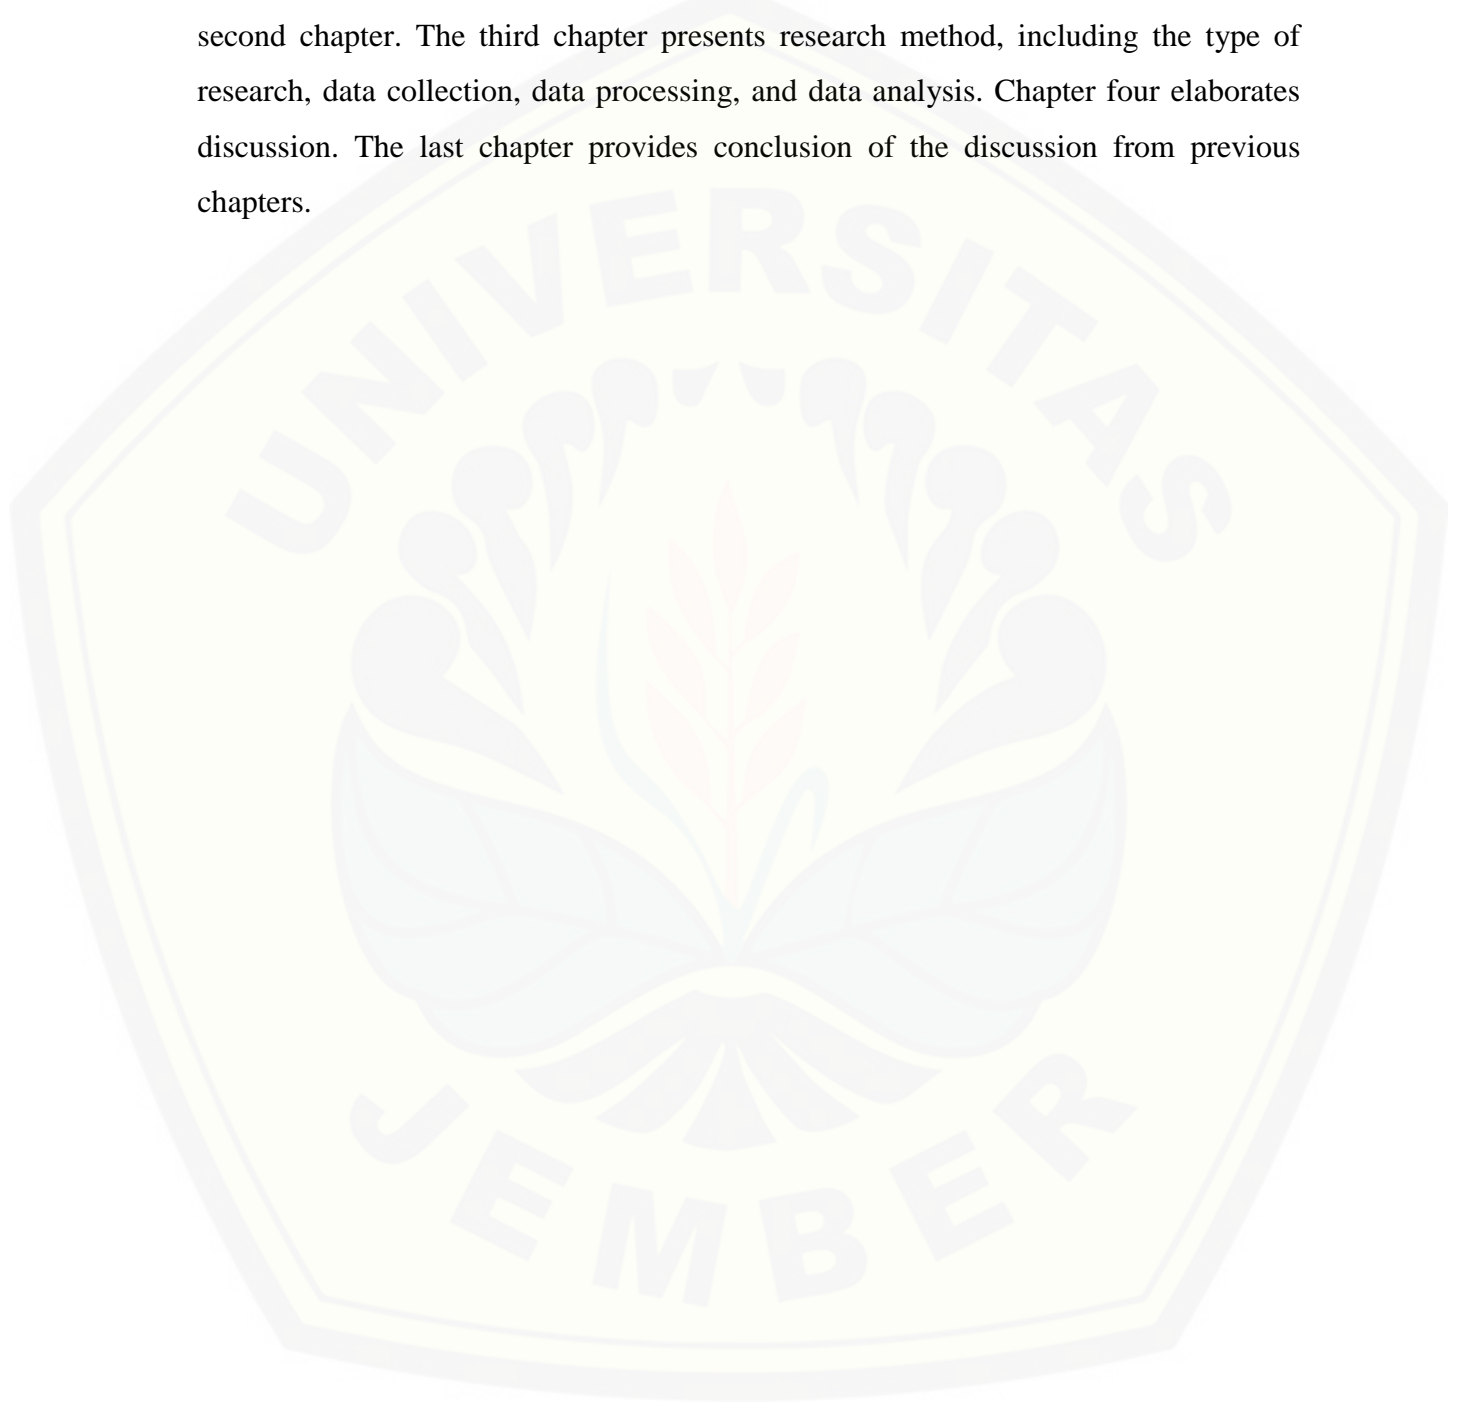 second chapter. The third chapter presents research method, including the type of
research, data collection, data processing, and data analysis. Chapter four elaborates
discussion. The last chapter provides conclusion of the discussion from previous
chapters.
UNIVERSITAS
JEMBER